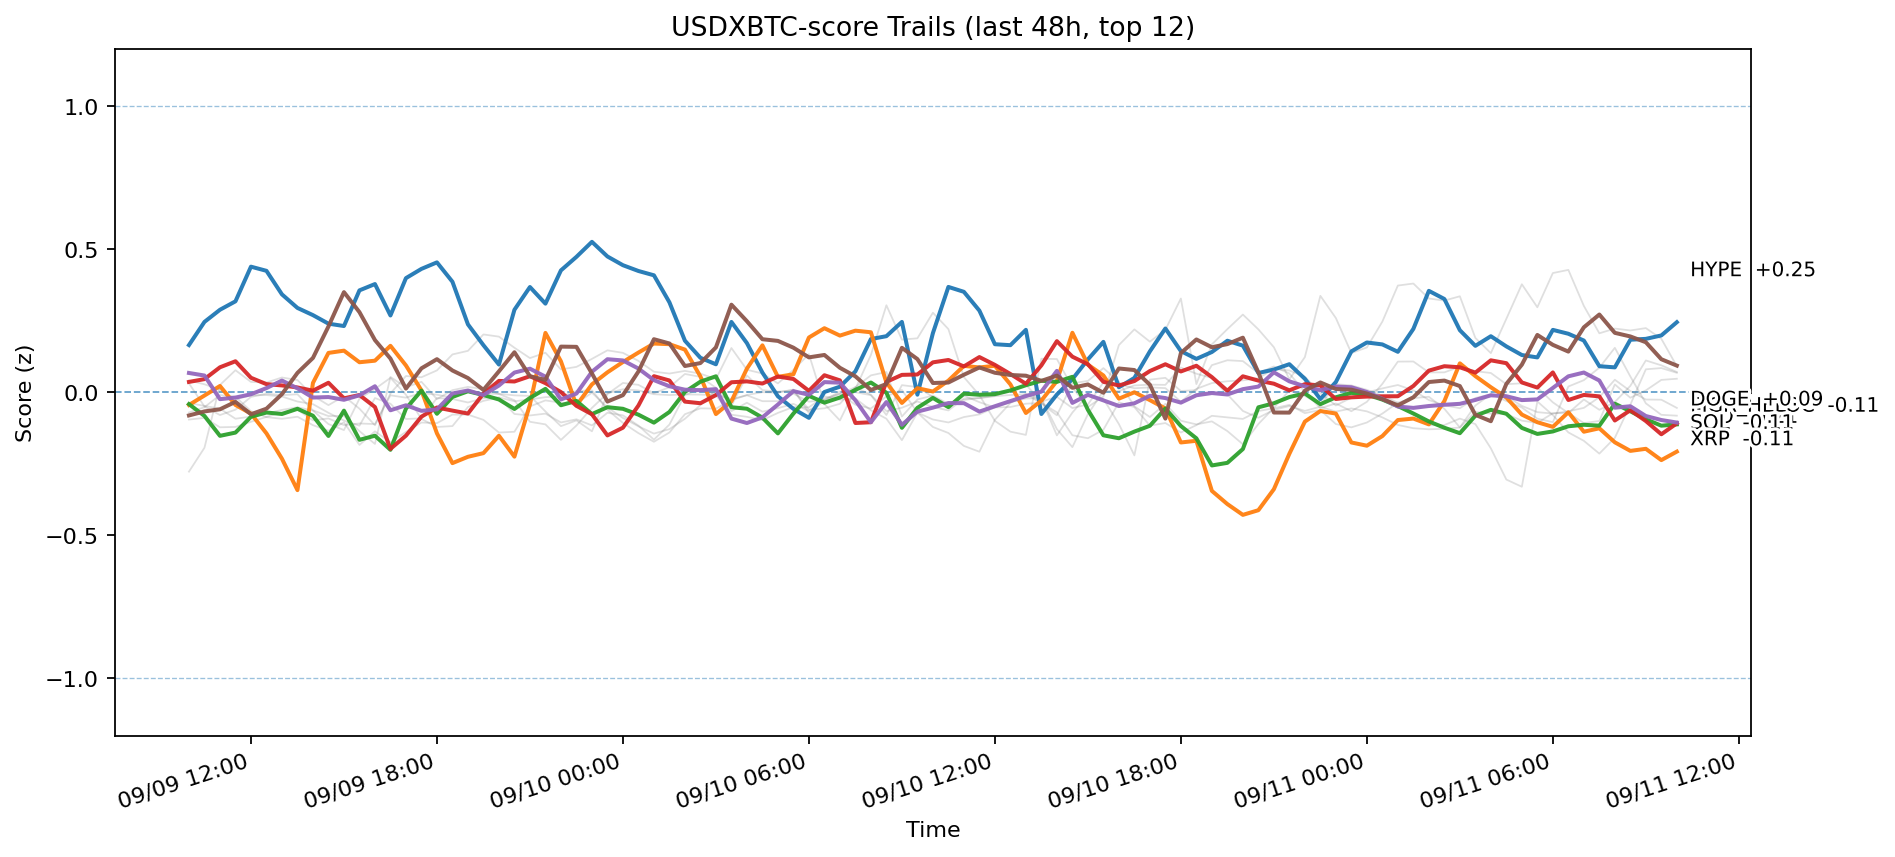 USDXBTC-score Trails (last 48h, top 12)
Score (z)
1.0
0.5
0.0
−0.5
−1.0
HYPE +0.25
DOGE +0.09
-0.11
SOL -0.11
XRP -0.11
09/09 12:00
09/09 18:00
09/10 00:00
09/10 06:00
09/10 12:00
09/10 18:00
09/11 00:00
09/11 06:00
09/11 12:00
Time